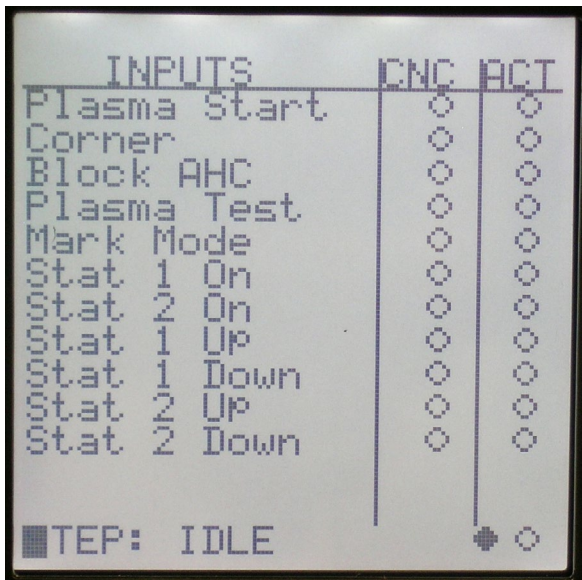 INPUTS CNC ACT
Plasma Start
Corner
Block AHC
Plasma Test
Mark Mode
Stat 1 On
Stat 2 On
Stat 1 Up
Stat 1 Down
Stat 2 Up
Stat 2 Down
TEP: IDLE